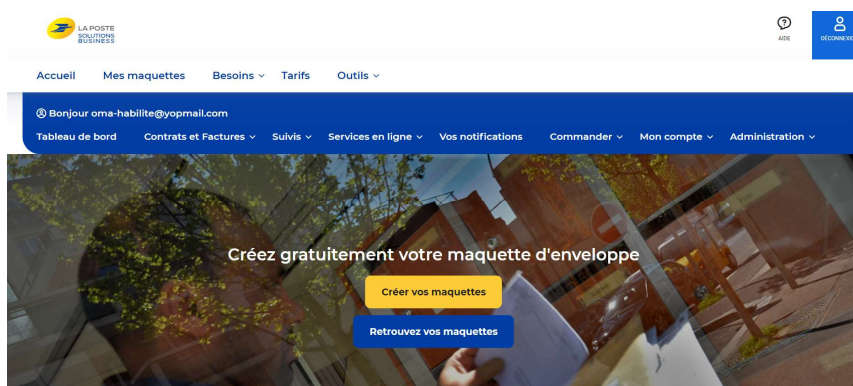 LA POSTE
SOLUTIONS
BUSINESS
AIDE
DÉCONNEXION
Accueil Mes maquettes Besoins Tarifs Outils
Bonjour oma-habilite@yopmail.com
Tableau de bord Contrats et Factures Suivis Services en ligne Vos notifications Commander Mon compte Administration
Créez gratuitement votre maquette d'enveloppe
Créer vos maquettes
Retrouvez vos maquettes